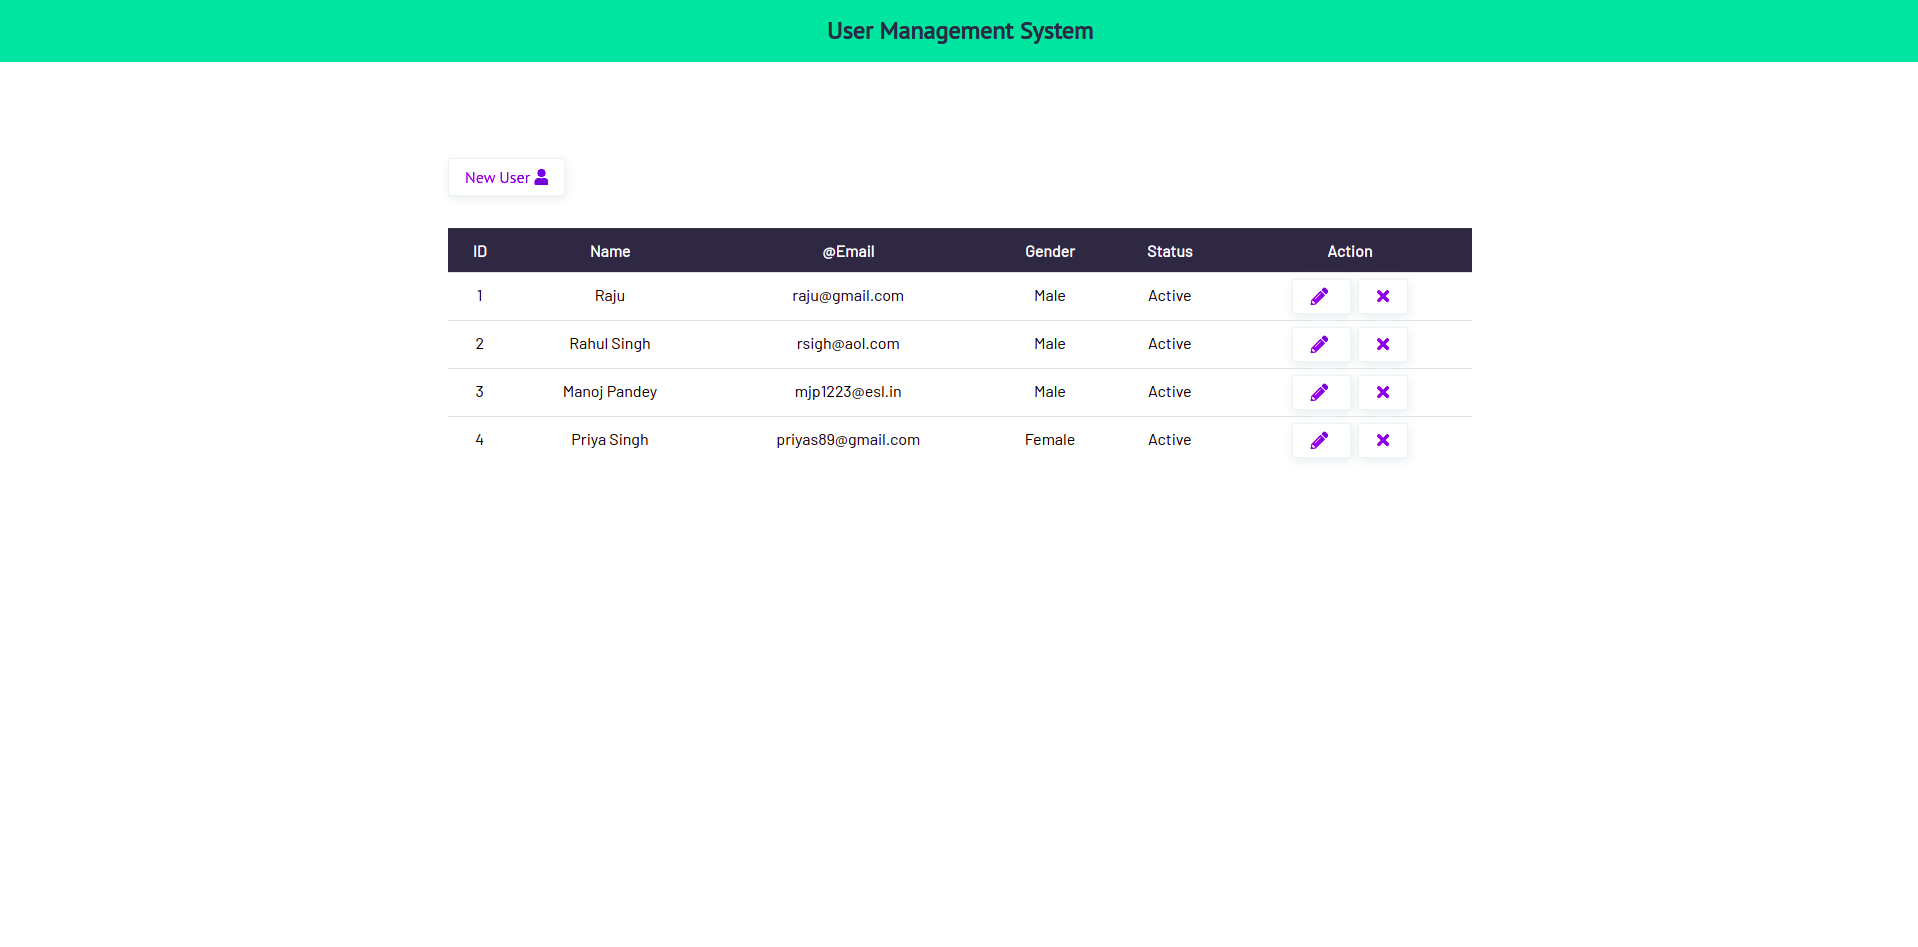 User Management System
New User
ID Name @Email Gender Status Action
1 Raju raju@gmail.com Male Active
2 Rahul Singh rsigh@aol.com Male Active
3 Manoj Pandey mjp1223@esl.in Male Active
4 Priya Singh priyas89@gmail.com Female Active